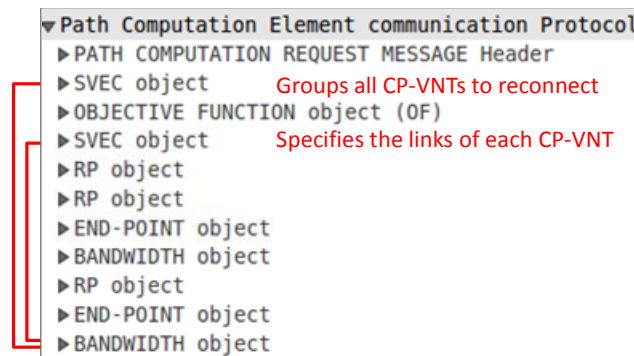 Path Computation Element communication Protocol
PATH COMPUTATION REQUEST MESSAGE Header
SVEC object Groups all CP-VNTs to reconnect
OBJECTIVE FUNCTION object (OF)
SVEC object Specifies the links of each CP-VNT
RP object
RP object
END-POINT object
BANDWIDTH object
RP object
END-POINT object
BANDWIDTH object